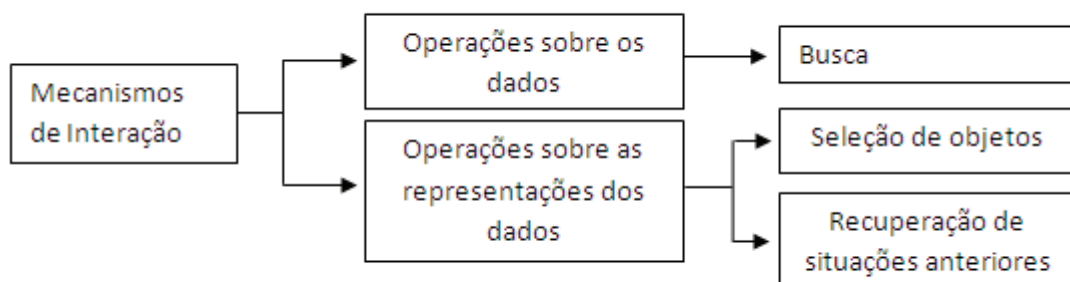 Mecanismos
de Interação
Operações sobre os
dados
Busca
Operações sobre as
representações dos
dados
Seleção de objetos
Recuperação de
situações anteriores